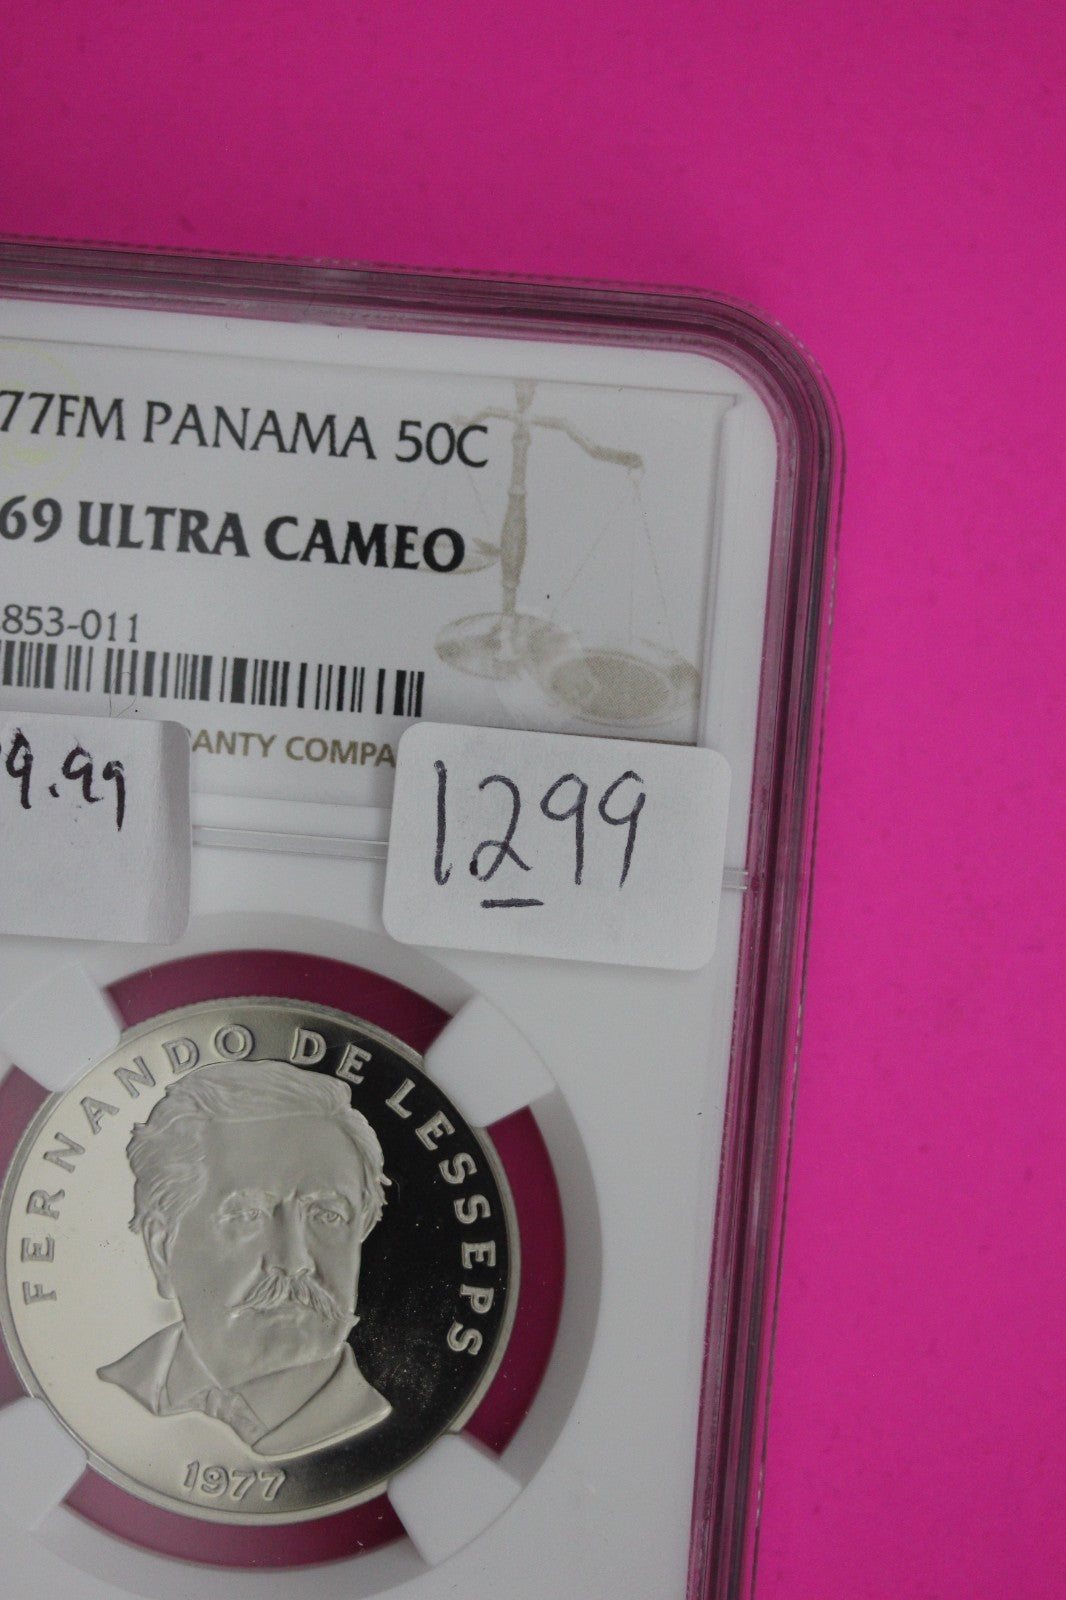 77FM PANAMA 50C
69 ULTRA CAMEO
853-011
ANTY COMPA
9.99
1299
FERNANDO DE LESSEPS
1977